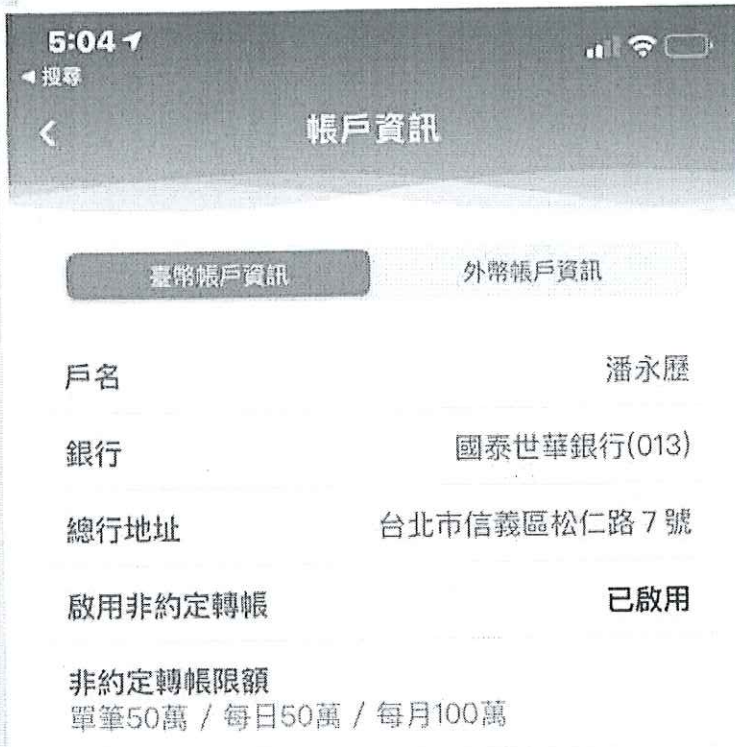 5:04
◀搜尋
帳戶資訊
臺幣帳戶資訊 外幣帳戶資訊
戶名 潘永歷
銀行 國泰世華銀行(013)
總行地址 台北市信義區松仁路7號
啟用非約定轉帳 已啟用
非約定轉帳限額
單筆50萬 / 每日50萬 / 每月100萬